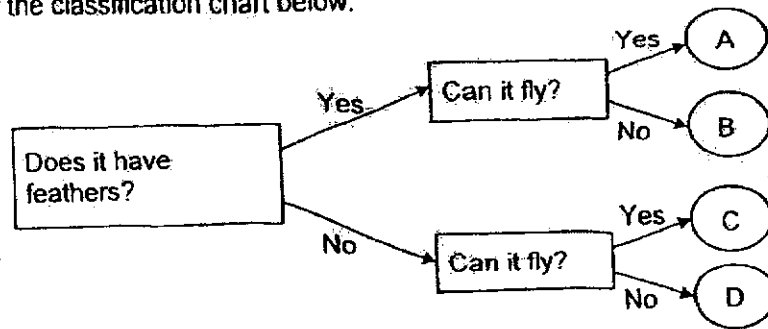 the classification chart below.
Yes
A
Can it fly?
Yes
No
B
Does it have
feathers?
Yes
C
No
Can it fly?
No
D